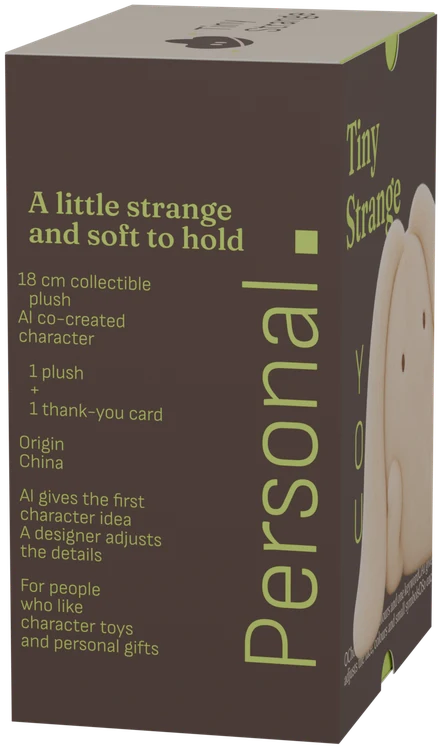 Tiny
Strange
A little strange
and soft to hold
18 cm collectible
plush
AI co-created
character
1 plush
+
1 thank-you card
Origin
China
AI gives the first
character idea
A designer adjusts
the details
For people
who like
character toys
and personal gifts
Personal.
Tiny
Strange
YOU